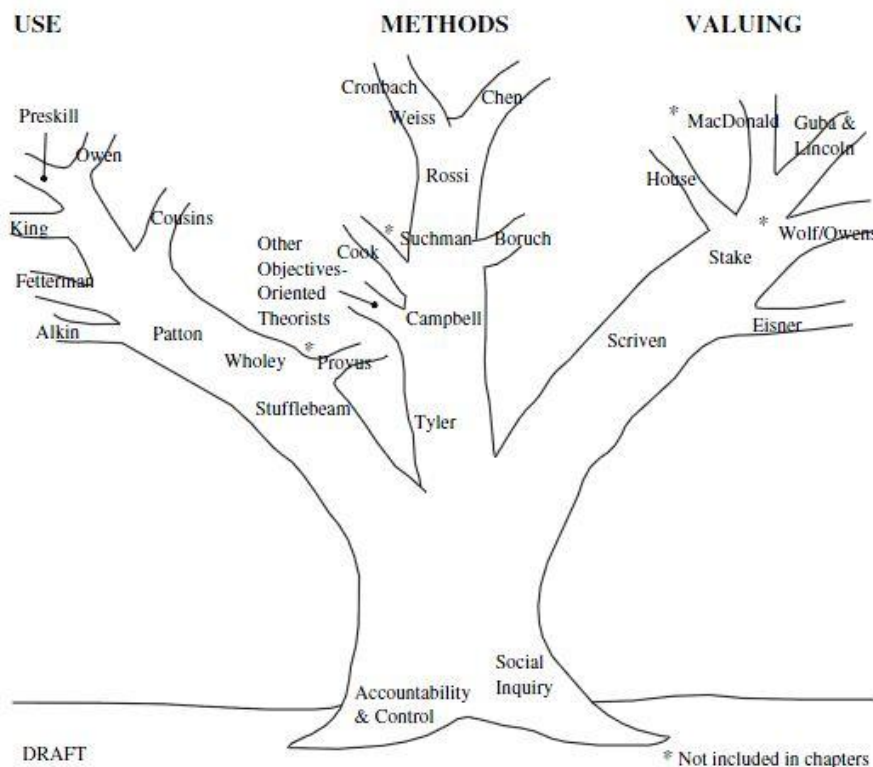 USE
METHODS
VALUING
Preskill
Owen
King
Cousins
Fetterman
Alkin
Patton
Wholey
* Provus
Stufflebeam
Other
Objectives-
Oriented
Theorists
Cronbach
Weiss
Chen
Rossi
* Suchman
Cook
Boruch
Campbell
Tyler
* MacDonald
Guba &
Lincoln
House
* Wolf/Owens
Stake
Eisner
Scriven
Accountability
& Control
Social
Inquiry
DRAFT
* Not included in chapters